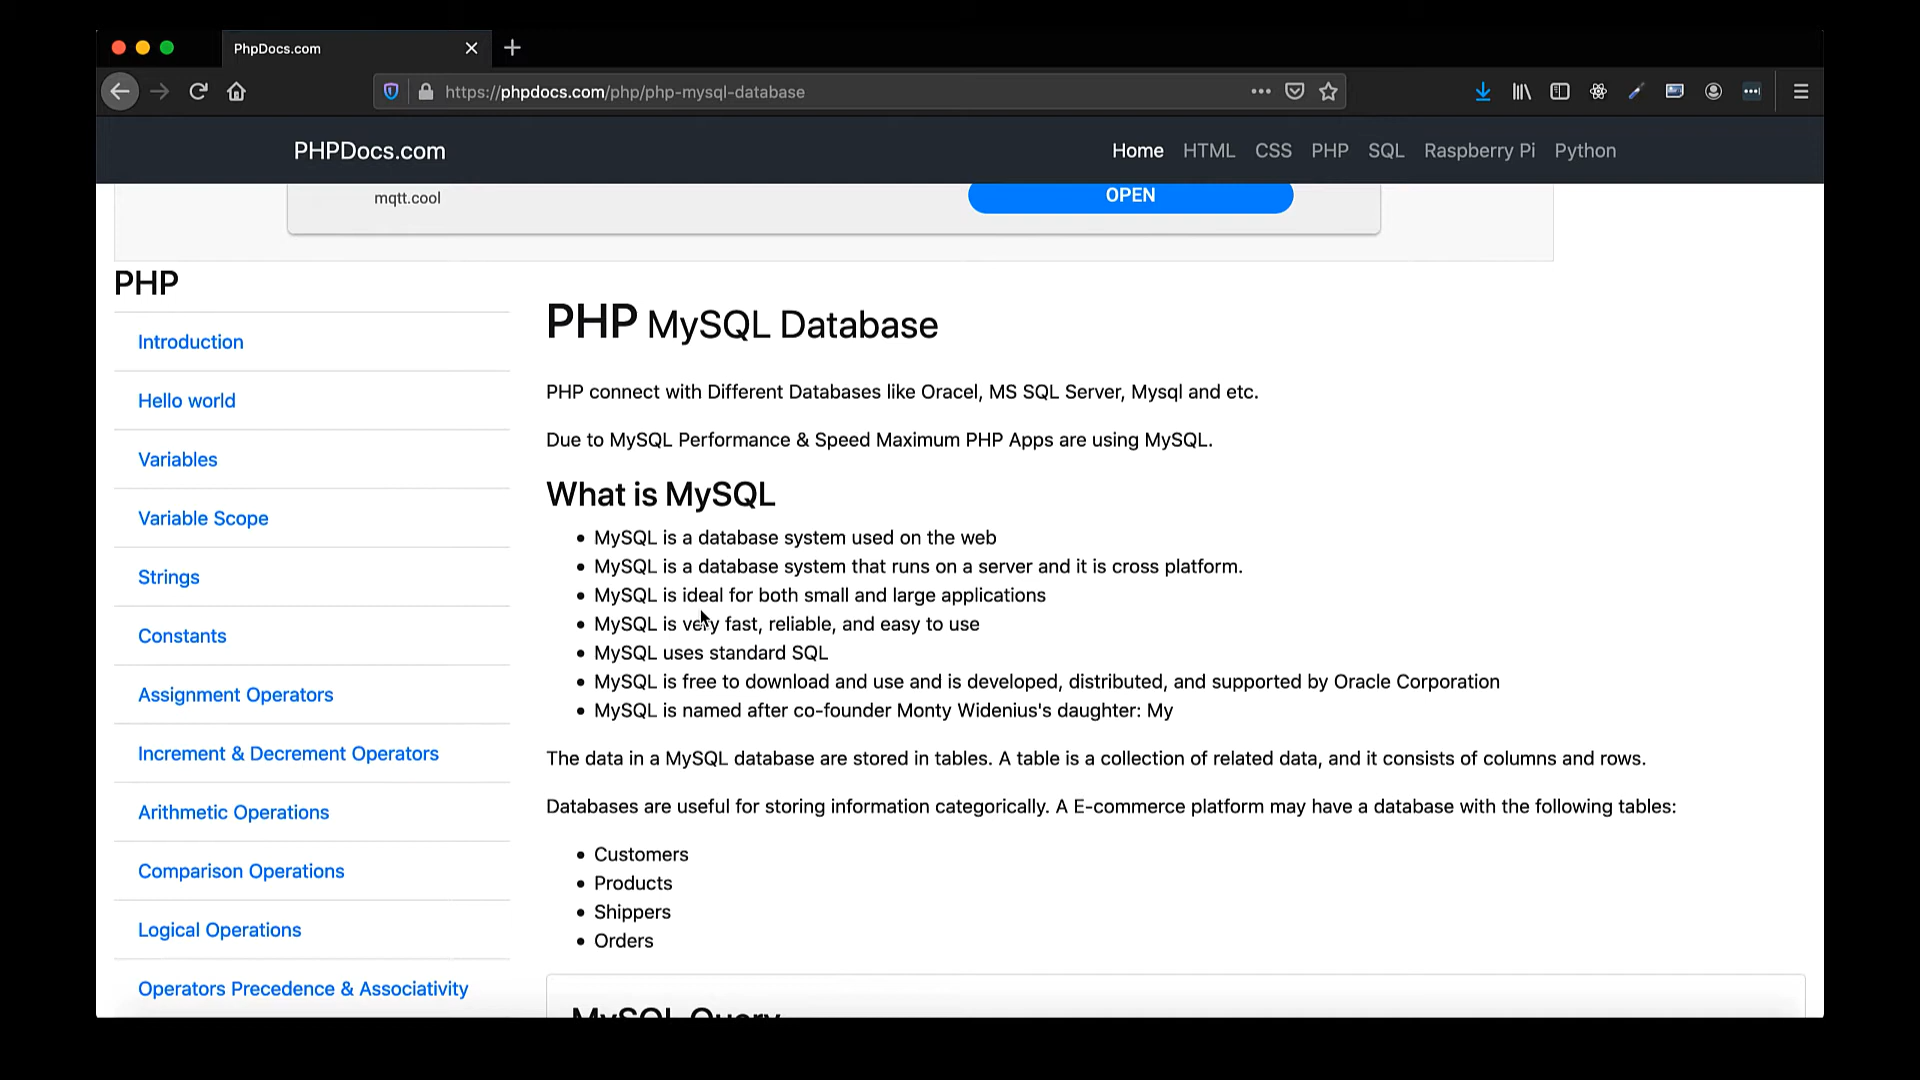 PhpDocs.com
https://phpdocs.com/php/php-mysql-database
PHPDocs.com
Home HTML CSS PHP SQL Raspberry Pi Python
mqtt.cool
OPEN
PHP
Introduction
Hello world
Variables
Variable Scope
Strings
Constants
Assignment Operators
Increment & Decrement Operators
Arithmetic Operations
Comparison Operations
Logical Operations
Operators Precedence & Associativity
PHP MySQL Database
PHP connect with Different Databases like Oracel, MS SQL Server, Mysql and etc.
Due to MySQL Performance & Speed Maximum PHP Apps are using MySQL.
What is MySQL
MySQL is a database system used on the web
MySQL is a database system that runs on a server and it is cross platform.
MySQL is ideal for both small and large applications
MySQL is very fast, reliable, and easy to use
MySQL uses standard SQL
MySQL is free to download and use and is developed, distributed, and supported by Oracle Corporation
MySQL is named after co-founder Monty Widenius's daughter: My
The data in a MySQL database are stored in tables. A table is a collection of related data, and it consists of columns and rows.
Databases are useful for storing information categorically. A E-commerce platform may have a database with the following tables:
Customers
Products
Shippers
Orders
MySQL Query